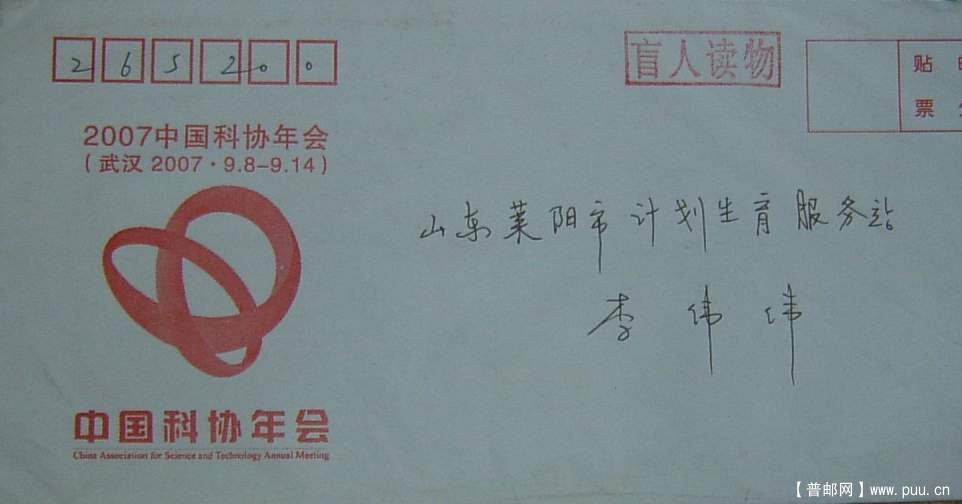 265200
盲人读物
贴
票
2007中国科协年会
(武汉 2007·9.8-9.14)
山东莱阳市计划生育服务站
李伟伟
中国科协年会
China Association for Science and Technology Annual Meeting
【普邮网】www.puu.cn